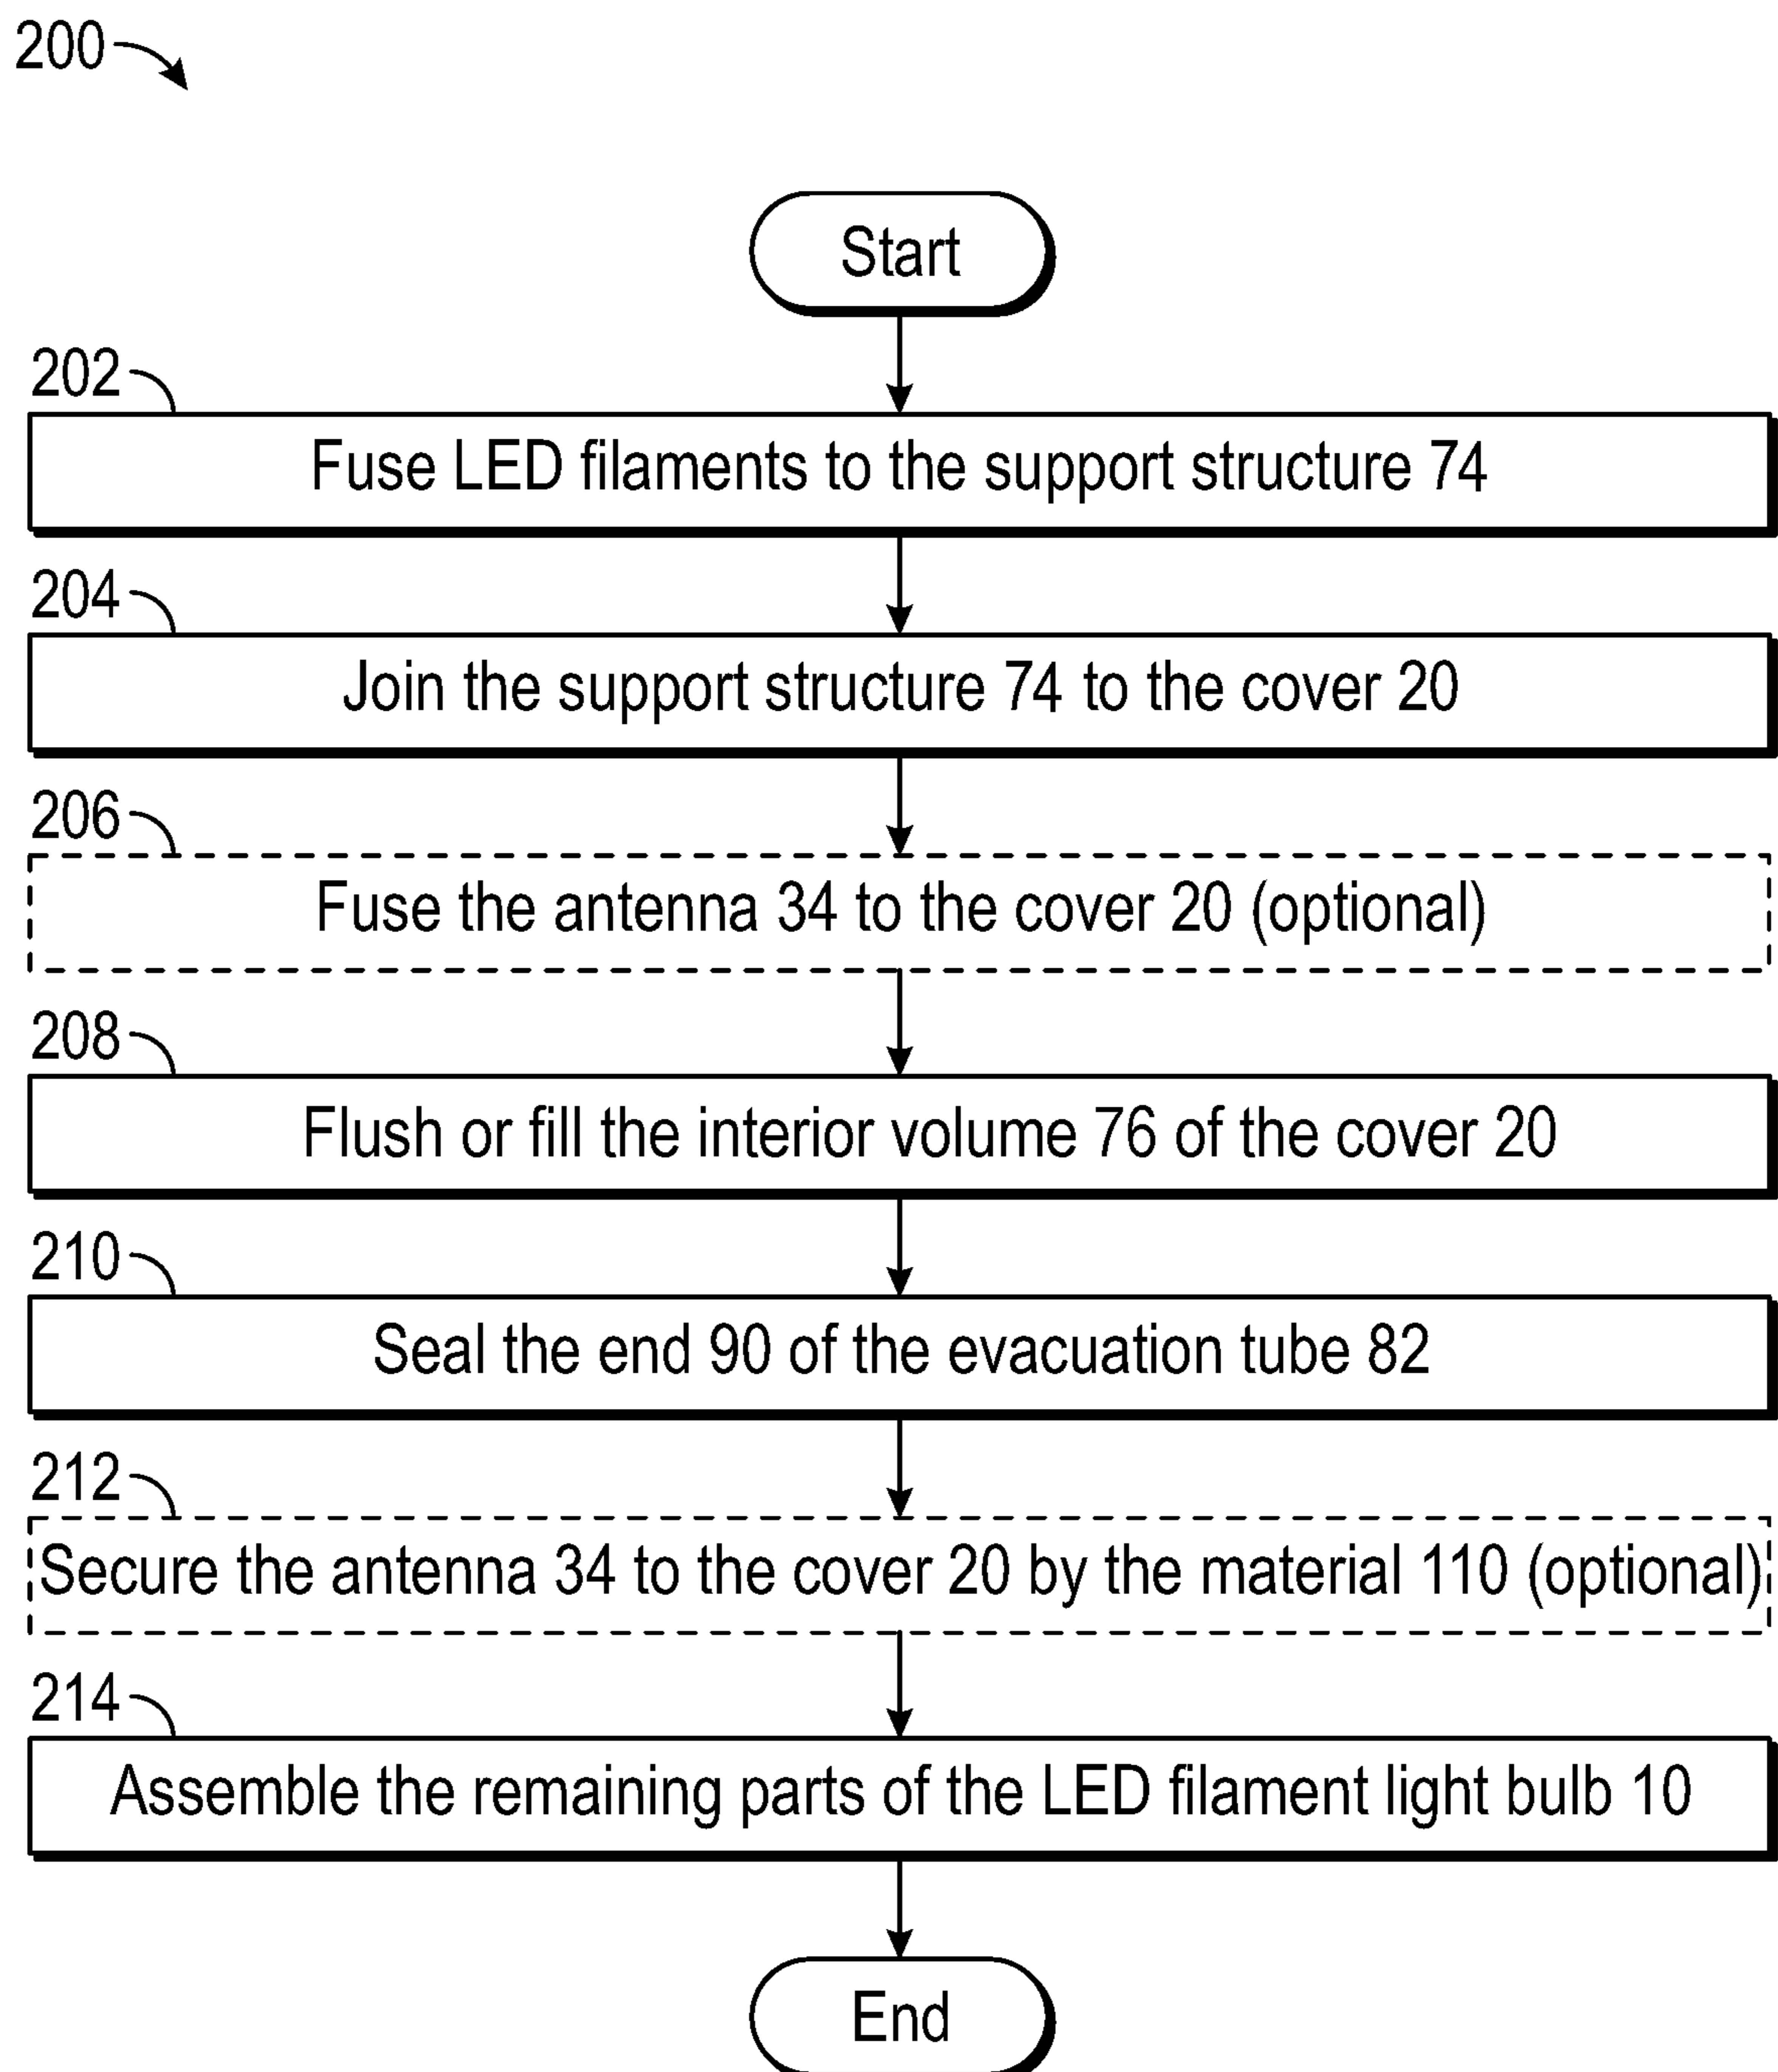 200
Start
202
Fuse LED filaments to the support structure 74
204
Join the support structure 74 to the cover 20
206
Fuse the antenna 34 to the cover 20 (optional)
208
Flush or fill the interior volume 76 of the cover 20
210
Seal the end 90 of the evacuation tube 82
212
Secure the antenna 34 to the cover 20 by the material 110 (optional)
214
Assemble the remaining parts of the LED filament light bulb 10
End